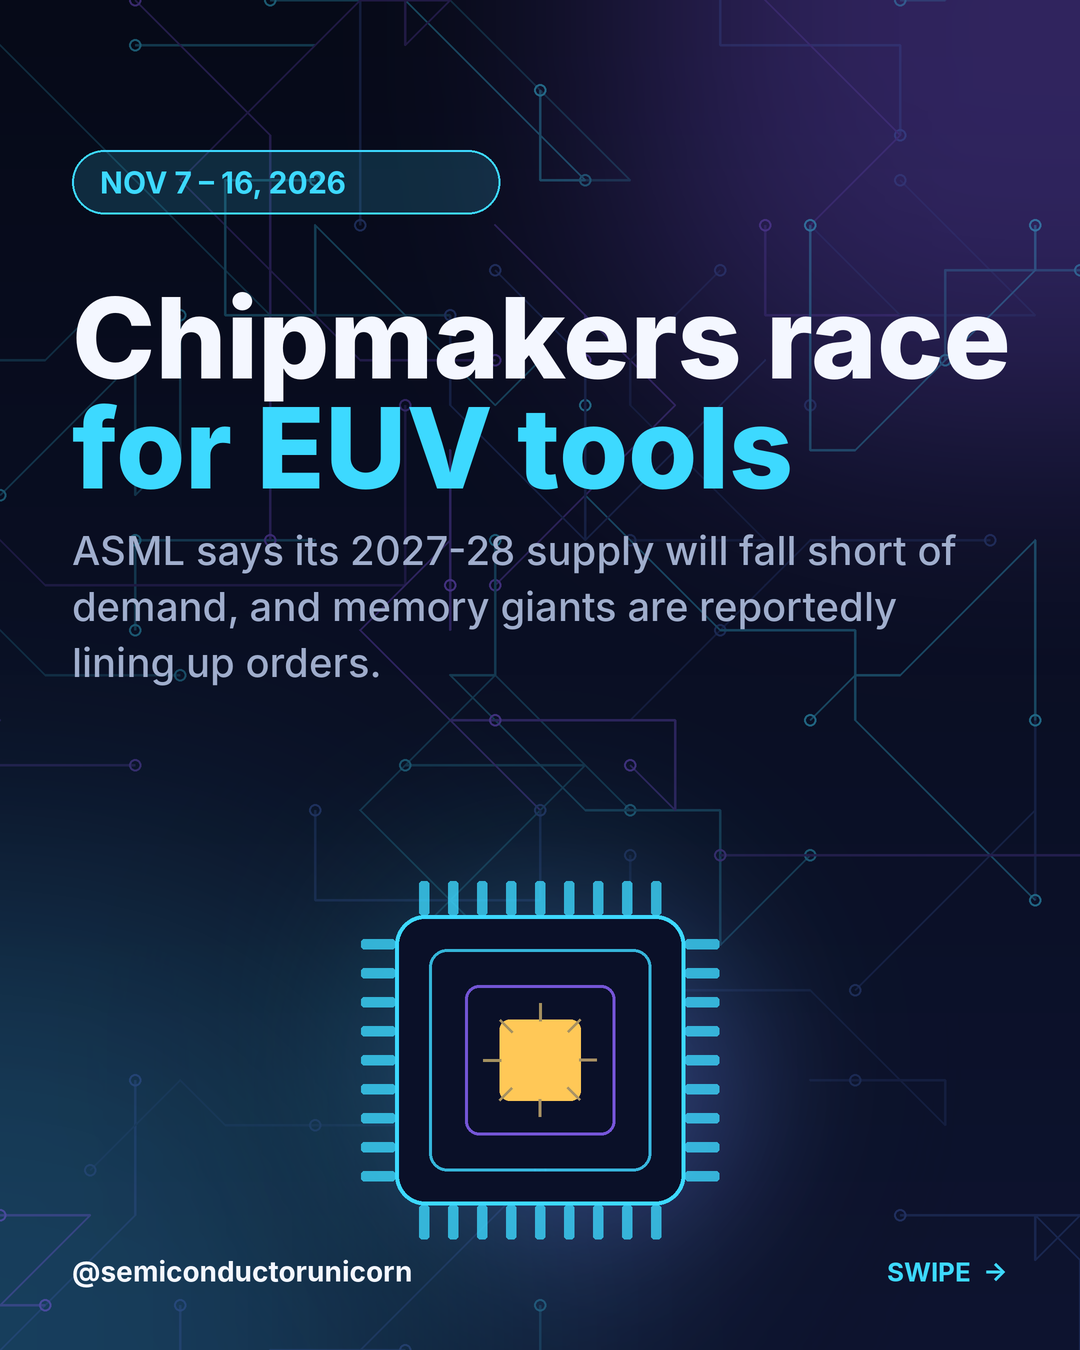 NOV 7 – 16, 2026
Chipmakers race
for EUV tools
ASML says its 2027-28 supply will fall short of
demand, and memory giants are reportedly
lining up orders.
@semiconductorunicorn
SWIPE →